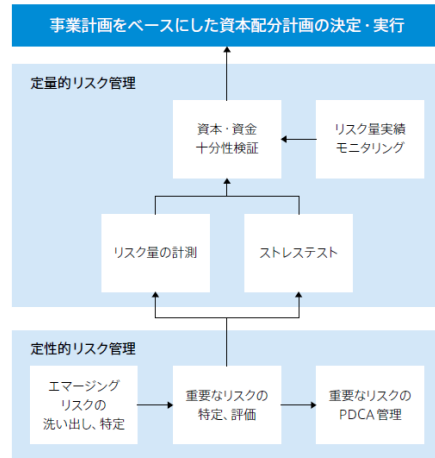 事業計画をベースにした資本配分計画の決定・実行
定量的リスク管理
資本・資金
十分性検証
リスク量実績
モニタリング
リスク量の計測
ストレステスト
定性的リスク管理
エマージング
リスクの
洗い出し、特定
重要なリスクの
特定、評価
重要なリスクの
PDCA管理